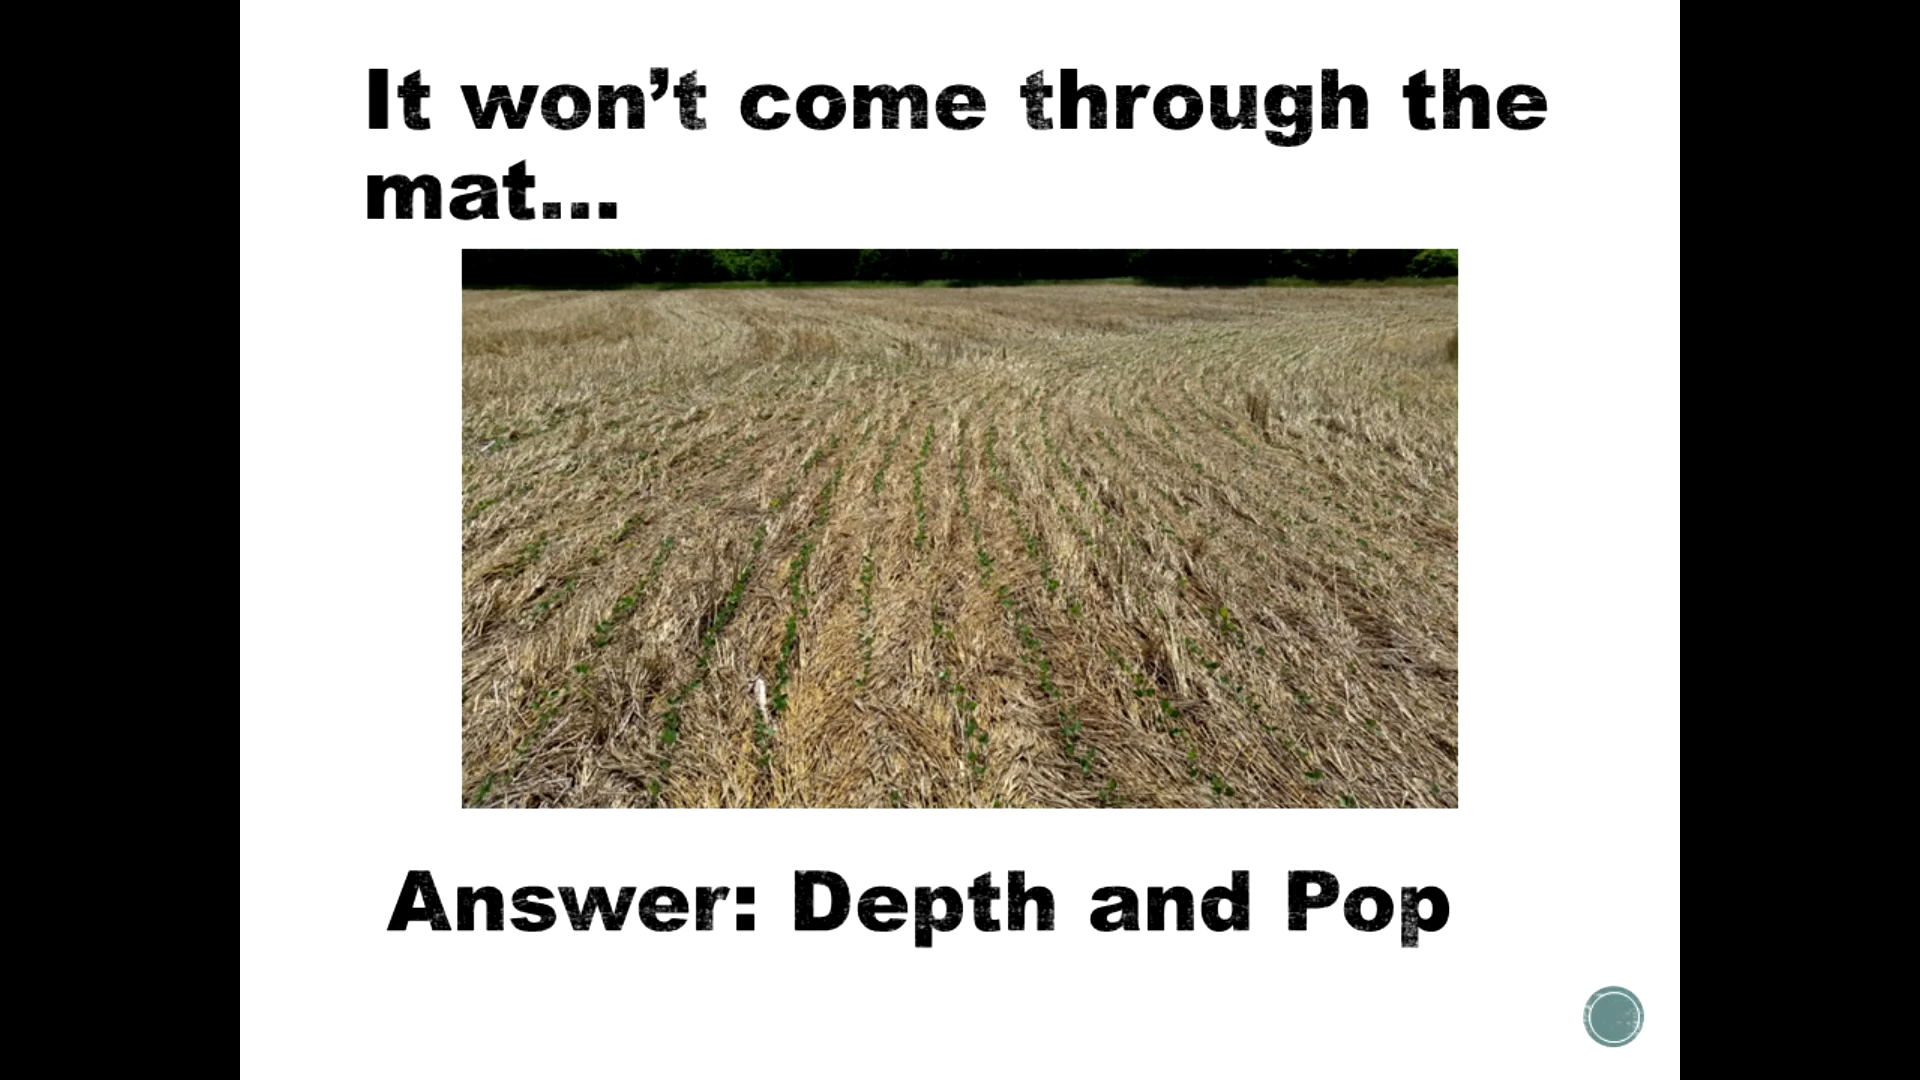 It won’t come through the
mat…
Answer: Depth and Pop